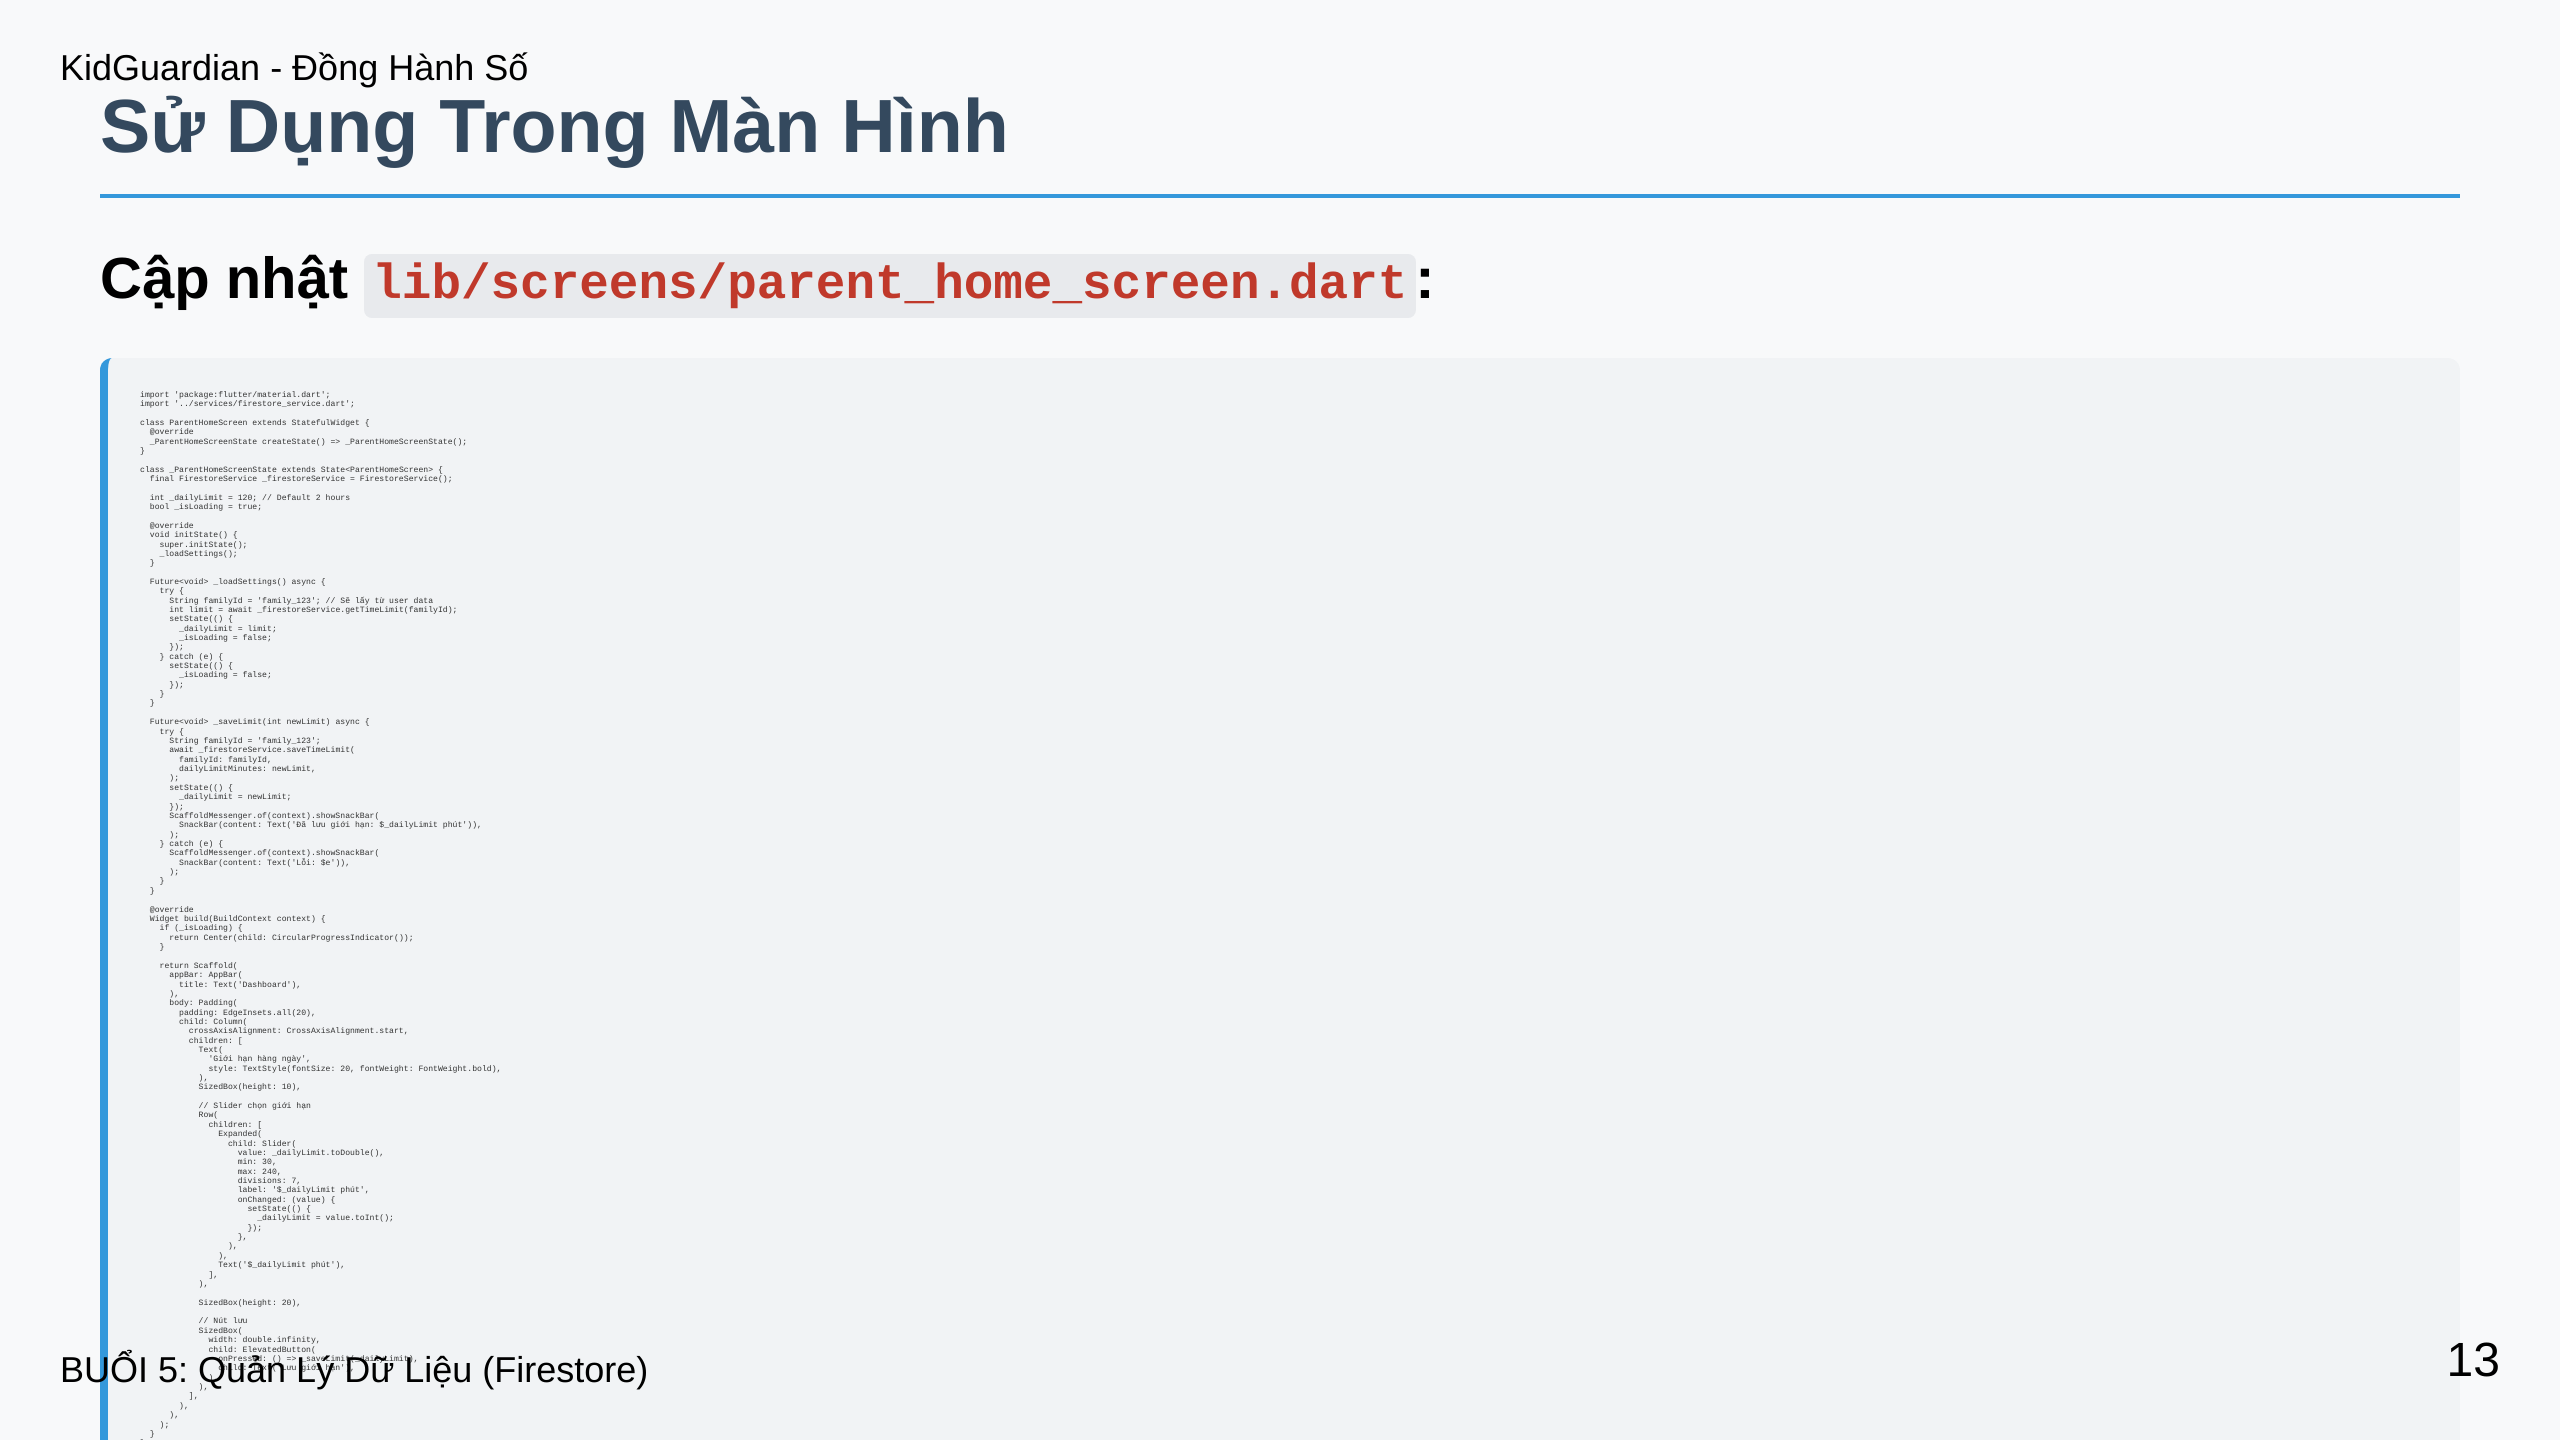 KidGuardian - Đồng Hành Số
Sử Dụng Trong Màn Hình
Cập nhật lib/screens/parent_home_screen.dart:
import 'package:flutter/material.dart';
import '../services/firestore_service.dart';
class ParentHomeScreen extends StatefulWidget {
@override
_ParentHomeScreenState createState() => _ParentHomeScreenState();
}
class _ParentHomeScreenState extends State<ParentHomeScreen> {
final FirestoreService _firestoreService = FirestoreService();
int _dailyLimit = 120; // Default 2 hours
bool _isLoading = true;
@override
void initState() {
super.initState();
_loadSettings();
}
Future<void> _loadSettings() async {
try {
String familyId = 'family_123'; // Sẽ lấy từ user data
int limit = await _firestoreService.getTimeLimit(familyId);
setState(() {
_dailyLimit = limit;
_isLoading = false;
});
} catch (e) {
setState(() {
_isLoading = false;
});
}
}
Future<void> _saveLimit(int newLimit) async {
try {
String familyId = 'family_123';
await _firestoreService.saveTimeLimit(
familyId: familyId,
dailyLimitMinutes: newLimit,
);
setState(() {
_dailyLimit = newLimit;
});
ScaffoldMessenger.of(context).showSnackBar(
SnackBar(content: Text('Đã lưu giới hạn: $_dailyLimit phút')),
);
} catch (e) {
ScaffoldMessenger.of(context).showSnackBar(
SnackBar(content: Text('Lỗi: $e')),
);
}
}
@override
Widget build(BuildContext context) {
if (_isLoading) {
return Center(child: CircularProgressIndicator());
}
return Scaffold(
appBar: AppBar(
title: Text('Dashboard'),
),
body: Padding(
padding: EdgeInsets.all(20),
child: Column(
crossAxisAlignment: CrossAxisAlignment.start,
children: [
Text(
'Giới hạn hàng ngày',
style: TextStyle(fontSize: 20, fontWeight: FontWeight.bold),
),
SizedBox(height: 10),
// Slider chọn giới hạn
Row(
children: [
Expanded(
child: Slider(
value: _dailyLimit.toDouble(),
min: 30,
max: 240,
divisions: 7,
label: '$_dailyLimit phút',
onChanged: (value) {
setState(() {
_dailyLimit = value.toInt();
});
},
),
),
Text('$_dailyLimit phút'),
],
),
SizedBox(height: 20),
// Nút lưu
SizedBox(
width: double.infinity,
child: ElevatedButton(
onPressed: () => _saveLimit(_dailyLimit),
),
],
),
),
);
}
BUỔI 5: Quản Lý Dữ Liệu (Firestore)
13